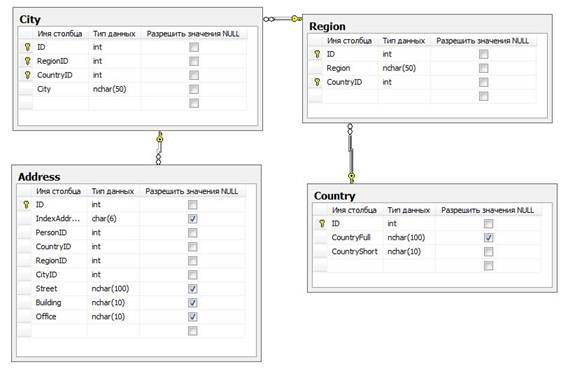 City
Имя столбца Тип данных Разрешить значения NULL
ID int
RegionID int
CountryID int
City nchar(50)
Region
Имя столбца Тип данных Разрешить значения NULL
ID int
Region nchar(50)
CountryID int
Address
Имя столбца Тип данных Разрешить значения NULL
ID int
IndexAddr... char(6)
PersonID int
CountryID int
RegionID int
CityID int
Street nchar(100)
Building nchar(10)
Office nchar(10)
Country
Имя столбца Тип данных Разрешить значения NULL
ID int
CountryFull nchar(100)
CountryShort nchar(10)